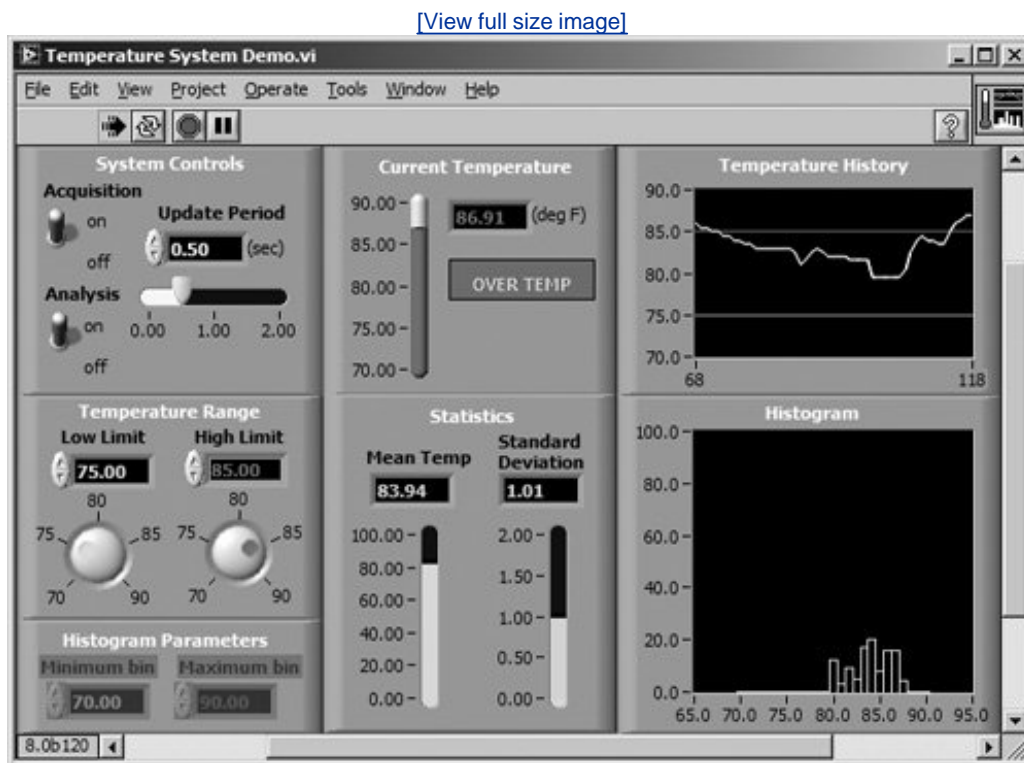 [View full size image]
Temperature System Demo.vi
File Edit View Project Operate Tools Window Help
System Controls
Acquisition
on
off
Update Period
0.50 (sec)
0.00 1.00 2.00
Analysis
on
off
Current Temperature
90.00
85.00
80.00
75.00
70.00
86.91 (deg F)
OVER TEMP
Temperature History
90.0
85.0
80.0
75.0
70.0
68 118
Temperature Range
Low Limit High Limit
75.00 85.00
80 80
75 85 75 85
70 90 70 90
Statistics
Mean Temp
83.94
100.00
80.00
60.00
40.00
20.00
0.00
Standard
Deviation
1.01
2.00
1.50
1.00
0.50
0.00
Histogram
100.0
80.0
60.0
40.0
20.0
0.0
65.0 70.0 75.0 80.0 85.0 90.0 95.0
Histogram Parameters
Minimum bin Maximum bin
70.00 90.00
8.0b120